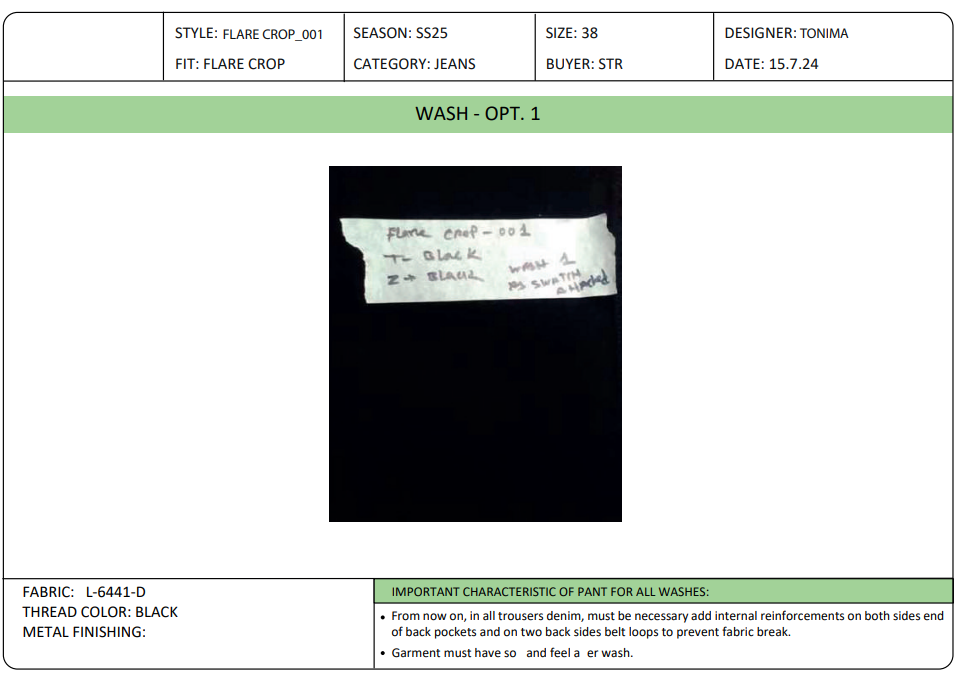 STYLE: FLARE CROP_001
FIT: FLARE CROP
SEASON: SS25
CATEGORY: JEANS
SIZE: 38
BUYER: STR
DESIGNER: TONIMA
DATE: 15.7.24
WASH - OPT. 1
Flare crop - 001
T- Black
Z → Black
WASH 1
AS SWATCH
Attached
FABRIC: L-6441-D
THREAD COLOR: BLACK
METAL FINISHING:
IMPORTANT CHARACTERISTIC OF PANT FOR ALL WASHES:
• From now on, in all trousers denim, must be necessary add internal reinforcements on both sides end
of back pockets and on two back sides belt loops to prevent fabric break.
• Garment must have so and feel a er wash.